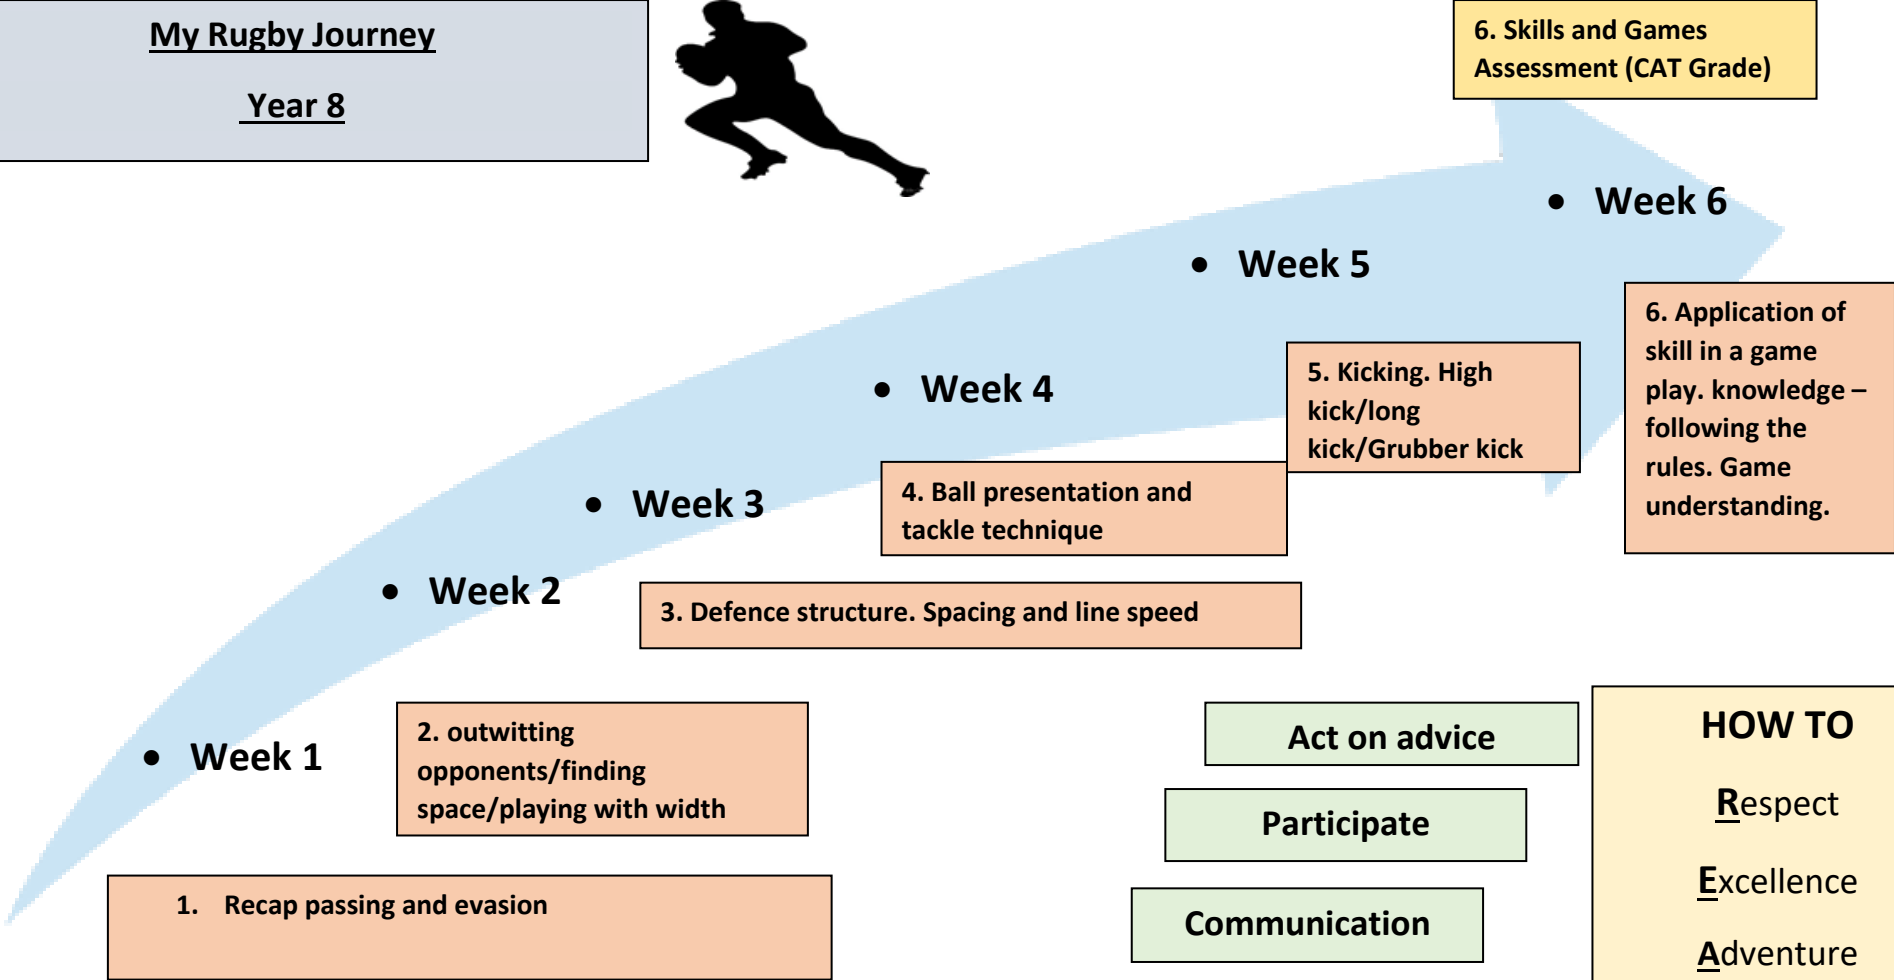 My Rugby Journey
Year 8
6. Skills and Games
Assessment (CAT Grade)
• Week 6
• Week 5
• Week 4
• Week 3
• Week 2
• Week 1
6. Application of
skill in a game
play. knowledge –
following the
rules. Game
understanding.
5. Kicking. High
kick/long
kick/Grubber kick
4. Ball presentation and
tackle technique
3. Defence structure. Spacing and line speed
2. outwitting
opponents/finding
space/playing with width
1. Recap passing and evasion
Act on advice
Participate
Communication
HOW TO
Respect
Excellence
Adventure